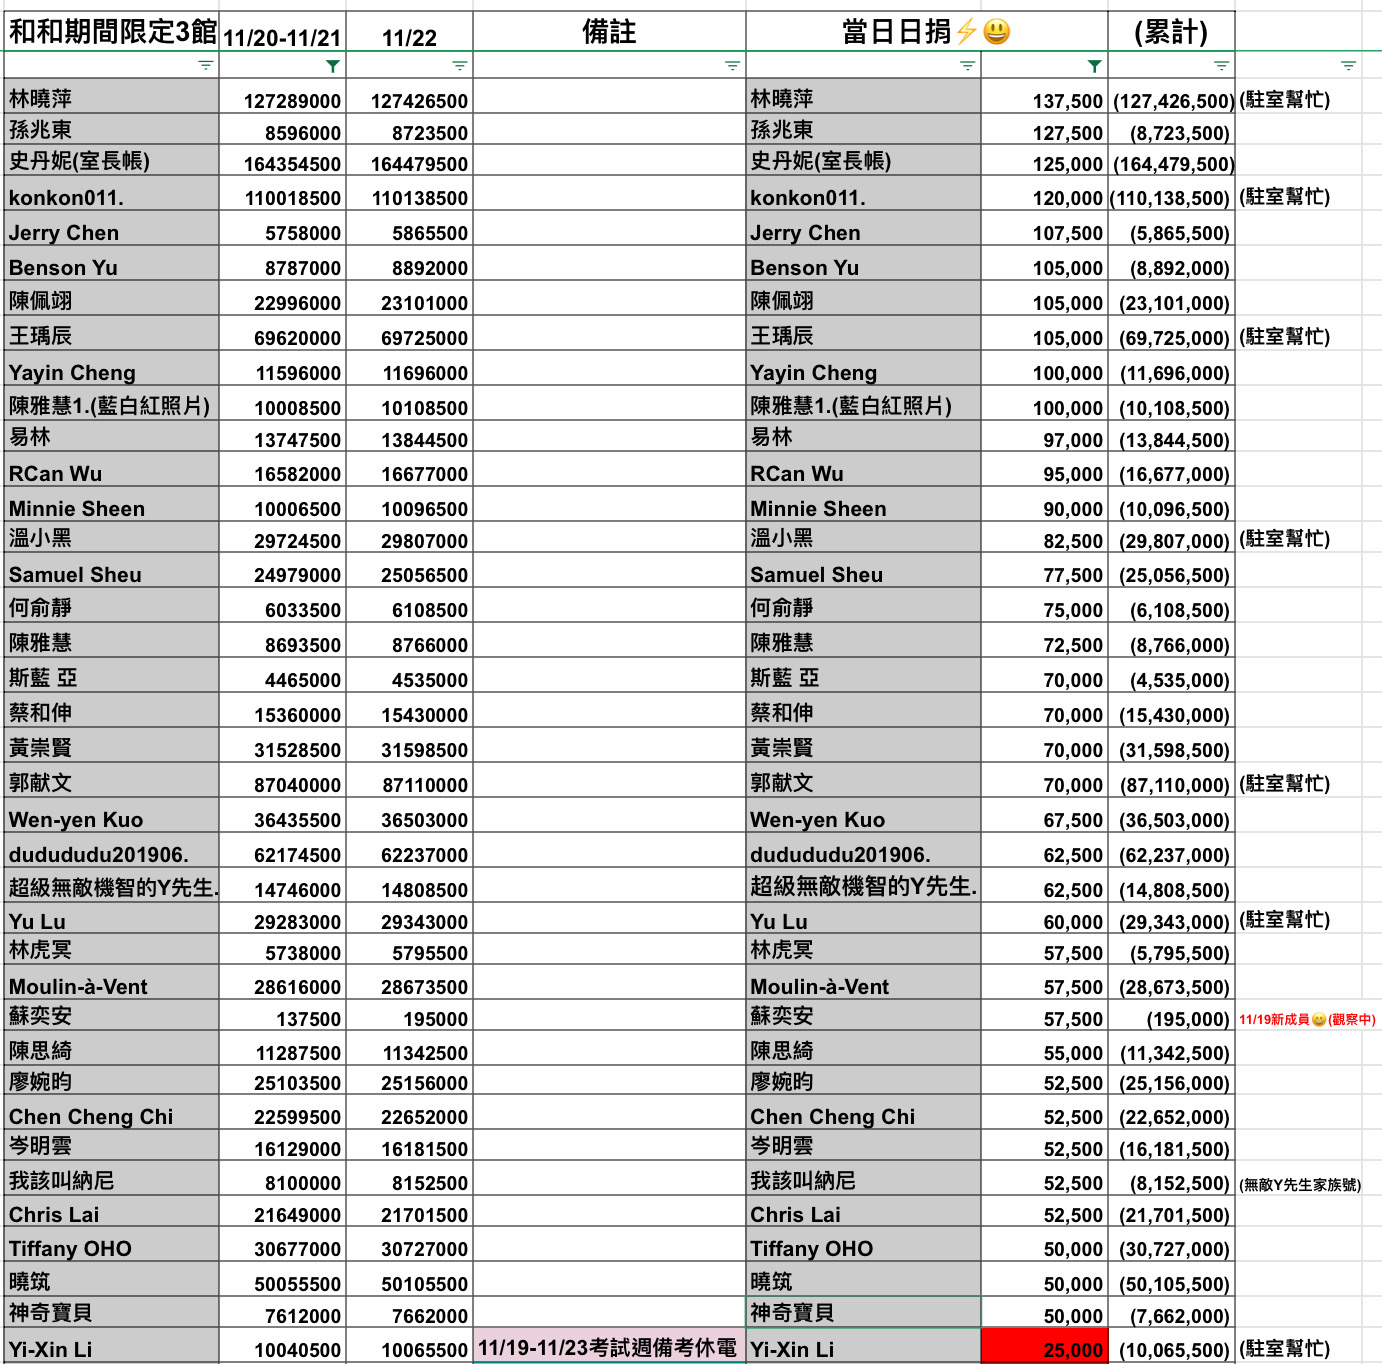 和和期間限定3館 11/20-11/21 11/22 備註 當日日捐⚡😃 (累計)
林曉萍 127289000 127426500 林曉萍 137,500 (127,426,500) (駐室幫忙)
孫兆東 8596000 8723500 孫兆東 127,500 (8,723,500)
史丹妮(室長帳) 164354500 164479500 史丹妮(室長帳) 125,000 (164,479,500)
konkon011. 110018500 110138500 konkon011. 120,000 (110,138,500) (駐室幫忙)
Jerry Chen 5758000 5865500 Jerry Chen 107,500 (5,865,500)
Benson Yu 8787000 8892000 Benson Yu 105,000 (8,892,000)
陳佩翊 22996000 23101000 陳佩翊 105,000 (23,101,000)
王瑀辰 69620000 69725000 王瑀辰 105,000 (69,725,000) (駐室幫忙)
Yayin Cheng 11596000 11696000 Yayin Cheng 100,000 (11,696,000)
陳雅慧1.(藍白紅照片) 10008500 10108500 陳雅慧1.(藍白紅照片) 100,000 (10,108,500)
易林 13747500 13844500 易林 97,000 (13,844,500)
RCan Wu 16582000 16677000 RCan Wu 95,000 (16,677,000)
Minnie Sheen 10006500 10096500 Minnie Sheen 90,000 (10,096,500)
溫小黑 29724500 29807000 溫小黑 82,500 (29,807,000) (駐室幫忙)
Samuel Sheu 24979000 25056500 Samuel Sheu 77,500 (25,056,500)
何俞靜 6033500 6108500 何俞靜 75,000 (6,108,500)
陳雅慧 8693500 8766000 陳雅慧 72,500 (8,766,000)
斯藍 亞 4465000 4535000 斯藍 亞 70,000 (4,535,000)
蔡和伸 15360000 15430000 蔡和伸 70,000 (15,430,000)
黃崇賢 31528500 31598500 黃崇賢 70,000 (31,598,500)
郭献文 87040000 87110000 郭献文 70,000 (87,110,000) (駐室幫忙)
Wen-yen Kuo 36435500 36503000 Wen-yen Kuo 67,500 (36,503,000)
dudududu201906. 62174500 62237000 dudududu201906. 62,500 (62,237,000)
超級無敵機智的Y先生. 14746000 14808500 超級無敵機智的Y先生. 62,500 (14,808,500)
Yu Lu 29283000 29343000 Yu Lu 60,000 (29,343,000) (駐室幫忙)
林虎冥 5738000 5795500 林虎冥 57,500 (5,795,500)
Moulin-à-Vent 28616000 28673500 Moulin-à-Vent 57,500 (28,673,500)
蘇奕安 137500 195000 蘇奕安 57,500 (195,000) 11/19新成員😀(觀察中)
陳思綺 11287500 11342500 陳思綺 55,000 (11,342,500)
廖婉昀 25103500 25156000 廖婉昀 52,500 (25,156,000)
Chen Cheng Chi 22599500 22652000 Chen Cheng Chi 52,500 (22,652,000)
岑明雲 16129000 16181500 岑明雲 52,500 (16,181,500)
我該叫納尼 8100000 8152500 我該叫納尼 52,500 (8,152,500) (無敵Y先生家族號)
Chris Lai 21649000 21701500 Chris Lai 52,500 (21,701,500)
Tiffany OHO 30677000 30727000 Tiffany OHO 50,000 (30,727,000)
曉筑 50055500 50105500 曉筑 50,000 (50,105,500)
神奇寶貝 7612000 7662000 神奇寶貝 50,000 (7,662,000)
Yi-Xin Li 10040500 10065500 11/19-11/23考試週備考休電 Yi-Xin Li 25,000 (10,065,500) (駐室幫忙)